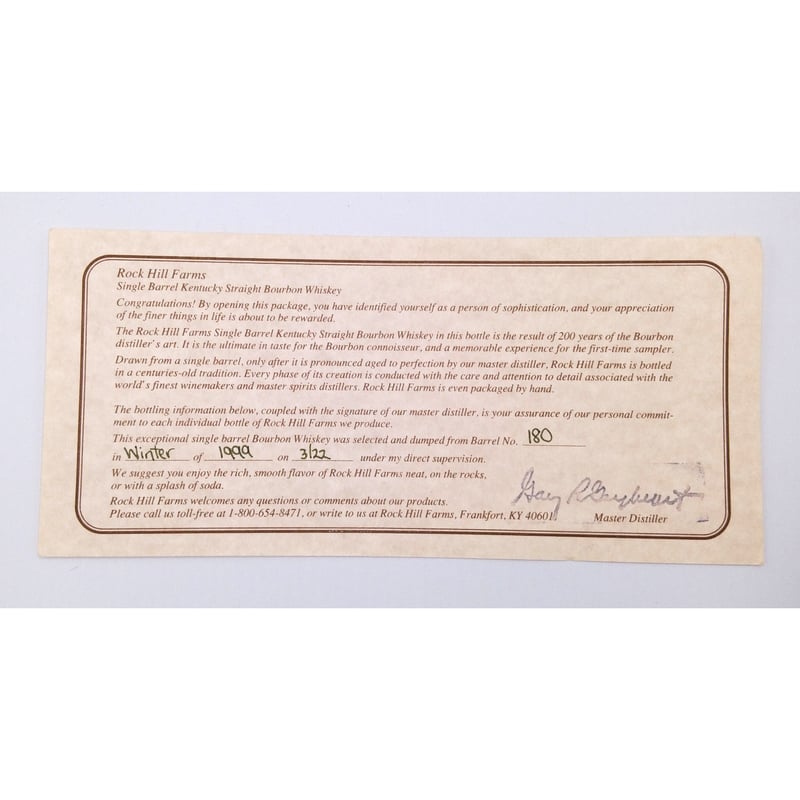 Rock Hill Farms
Single Barrel Kentucky Straight Bourbon Whiskey
Congratulations! By opening this package, you have identified yourself as a person of sophistication, and your appreciation
of the finer things in life is about to be rewarded.
The Rock Hill Farms Single Barrel Kentucky Straight Bourbon Whiskey in this bottle is the result of 200 years of the Bourbon
distiller's art. It is the ultimate in taste for the Bourbon connoisseur, and a memorable experience for the first-time sampler.
Drawn from a single barrel, only after it is pronounced aged to perfection by our master distiller, Rock Hill Farms is bottled
in a centuries-old tradition. Every phase of its creation is conducted with the care and attention to detail associated with the
world's finest winemakers and master spirits distillers. Rock Hill Farms is even packaged by hand.
The bottling information below, coupled with the signature of our master distiller, is your assurance of our personal commit-
ment to each individual bottle of Rock Hill Farms we produce.
This exceptional single barrel Bourbon Whiskey was selected and dumped from Barrel No. 180
in Winter of 1999 on 3/22 under my direct supervision.
We suggest you enjoy the rich, smooth flavor of Rock Hill Farms neat, on the rocks,
or with a splash of soda.
Gary R Gayheart
Rock Hill Farms welcomes any questions or comments about our products.
Please call us toll-free at 1-800-654-8471, or write to us at Rock Hill Farms, Frankfort, KY 40601. Master Distiller